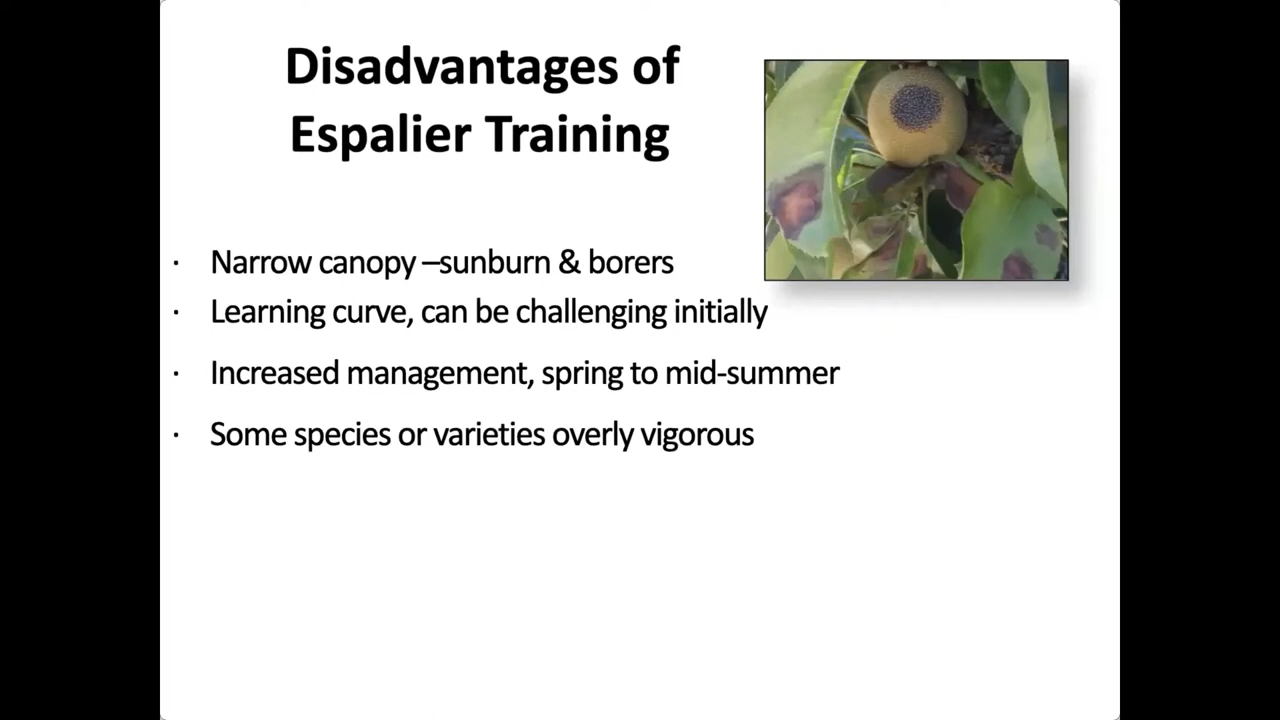 Disadvantages of
Espalier Training
· Narrow canopy –sunburn & borers
· Learning curve, can be challenging initially
· Increased management, spring to mid-summer
· Some species or varieties overly vigorous